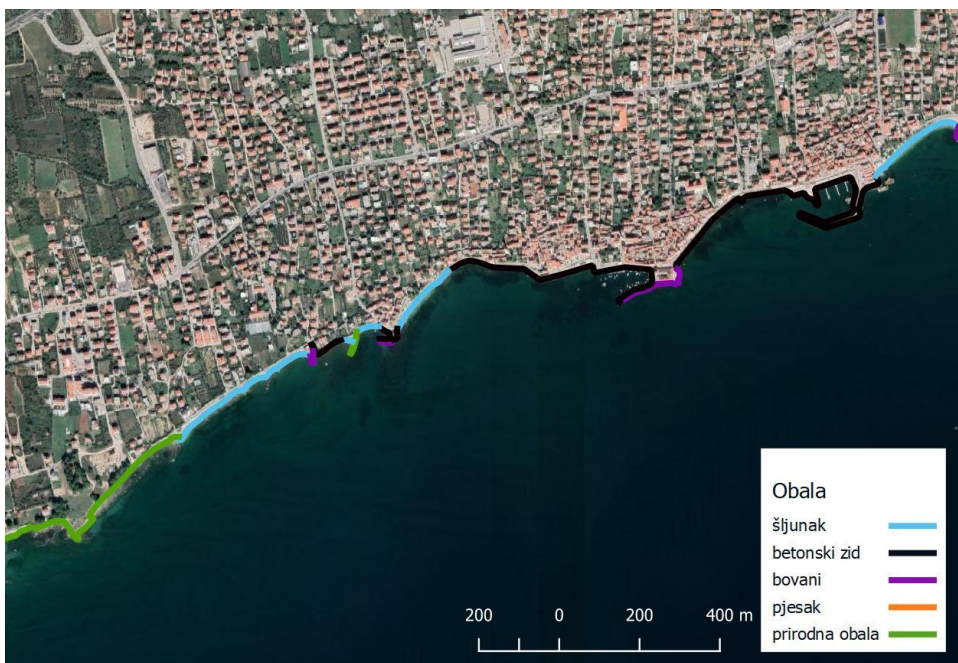 Obala
šljunak
betonski zid
bovani
pjesak
prirodna obala
200 0 200 400 m